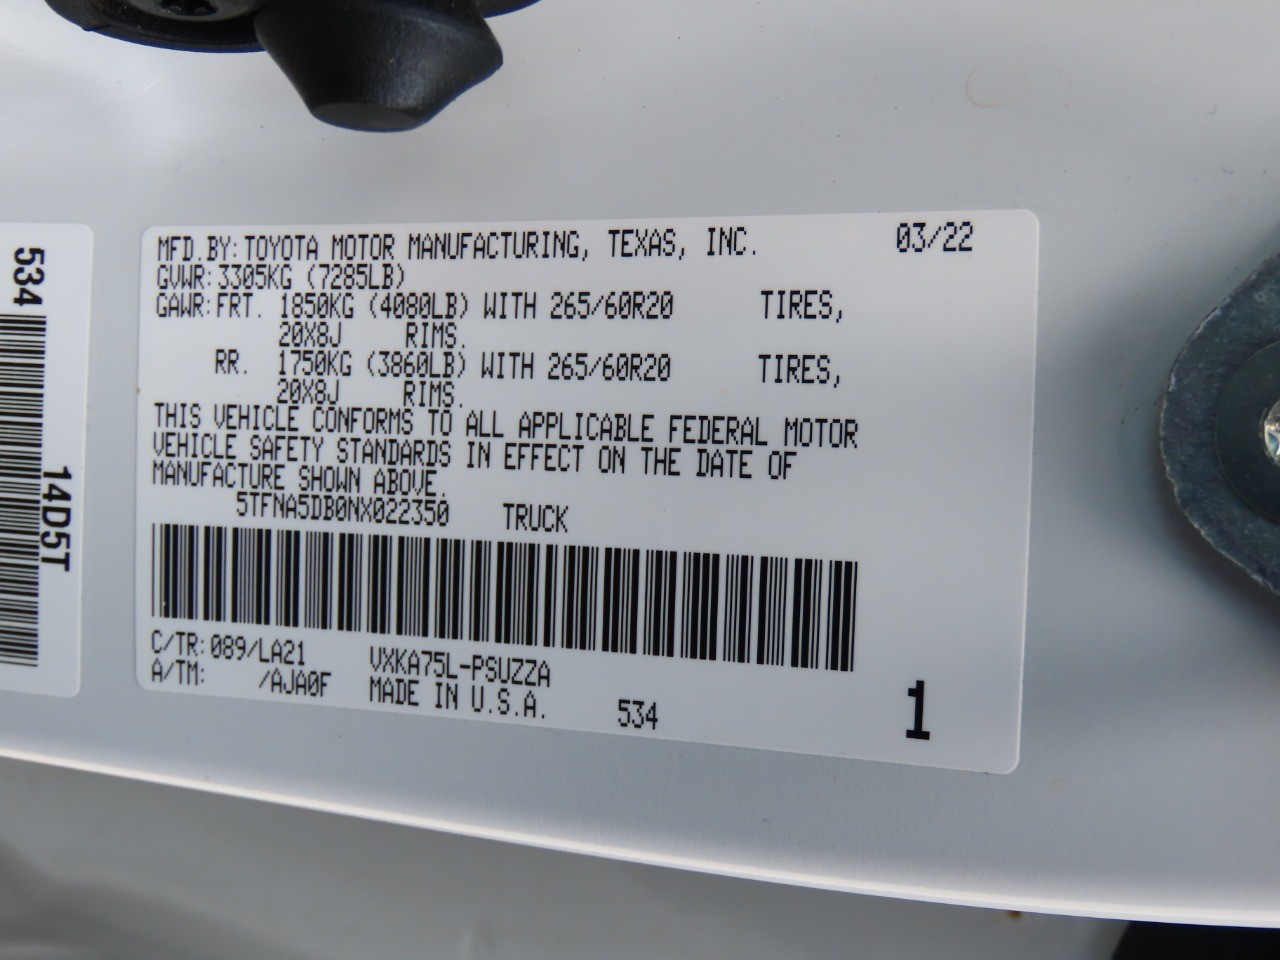 534
14D5T
MFD.BY: TOYOTA MOTOR MANUFACTURING, TEXAS, INC. 03/22
GVWR: 3305KG (7285LB)
GAWR: FRT. 1850KG (4080LB) WITH 265/60R20 TIRES,
20X8J RIMS.
RR. 1750KG (3860LB) WITH 265/60R20 TIRES,
20X8J RIMS.
THIS VEHICLE CONFORMS TO ALL APPLICABLE FEDERAL MOTOR
VEHICLE SAFETY STANDARDS IN EFFECT ON THE DATE OF
MANUFACTURE SHOWN ABOVE.
5TFNA5DB0NX022350 TRUCK
C/TR: 089/LA21 VXKA75L-PSUZZA
A/TM: /AJA0F MADE IN U.S.A. 534 1